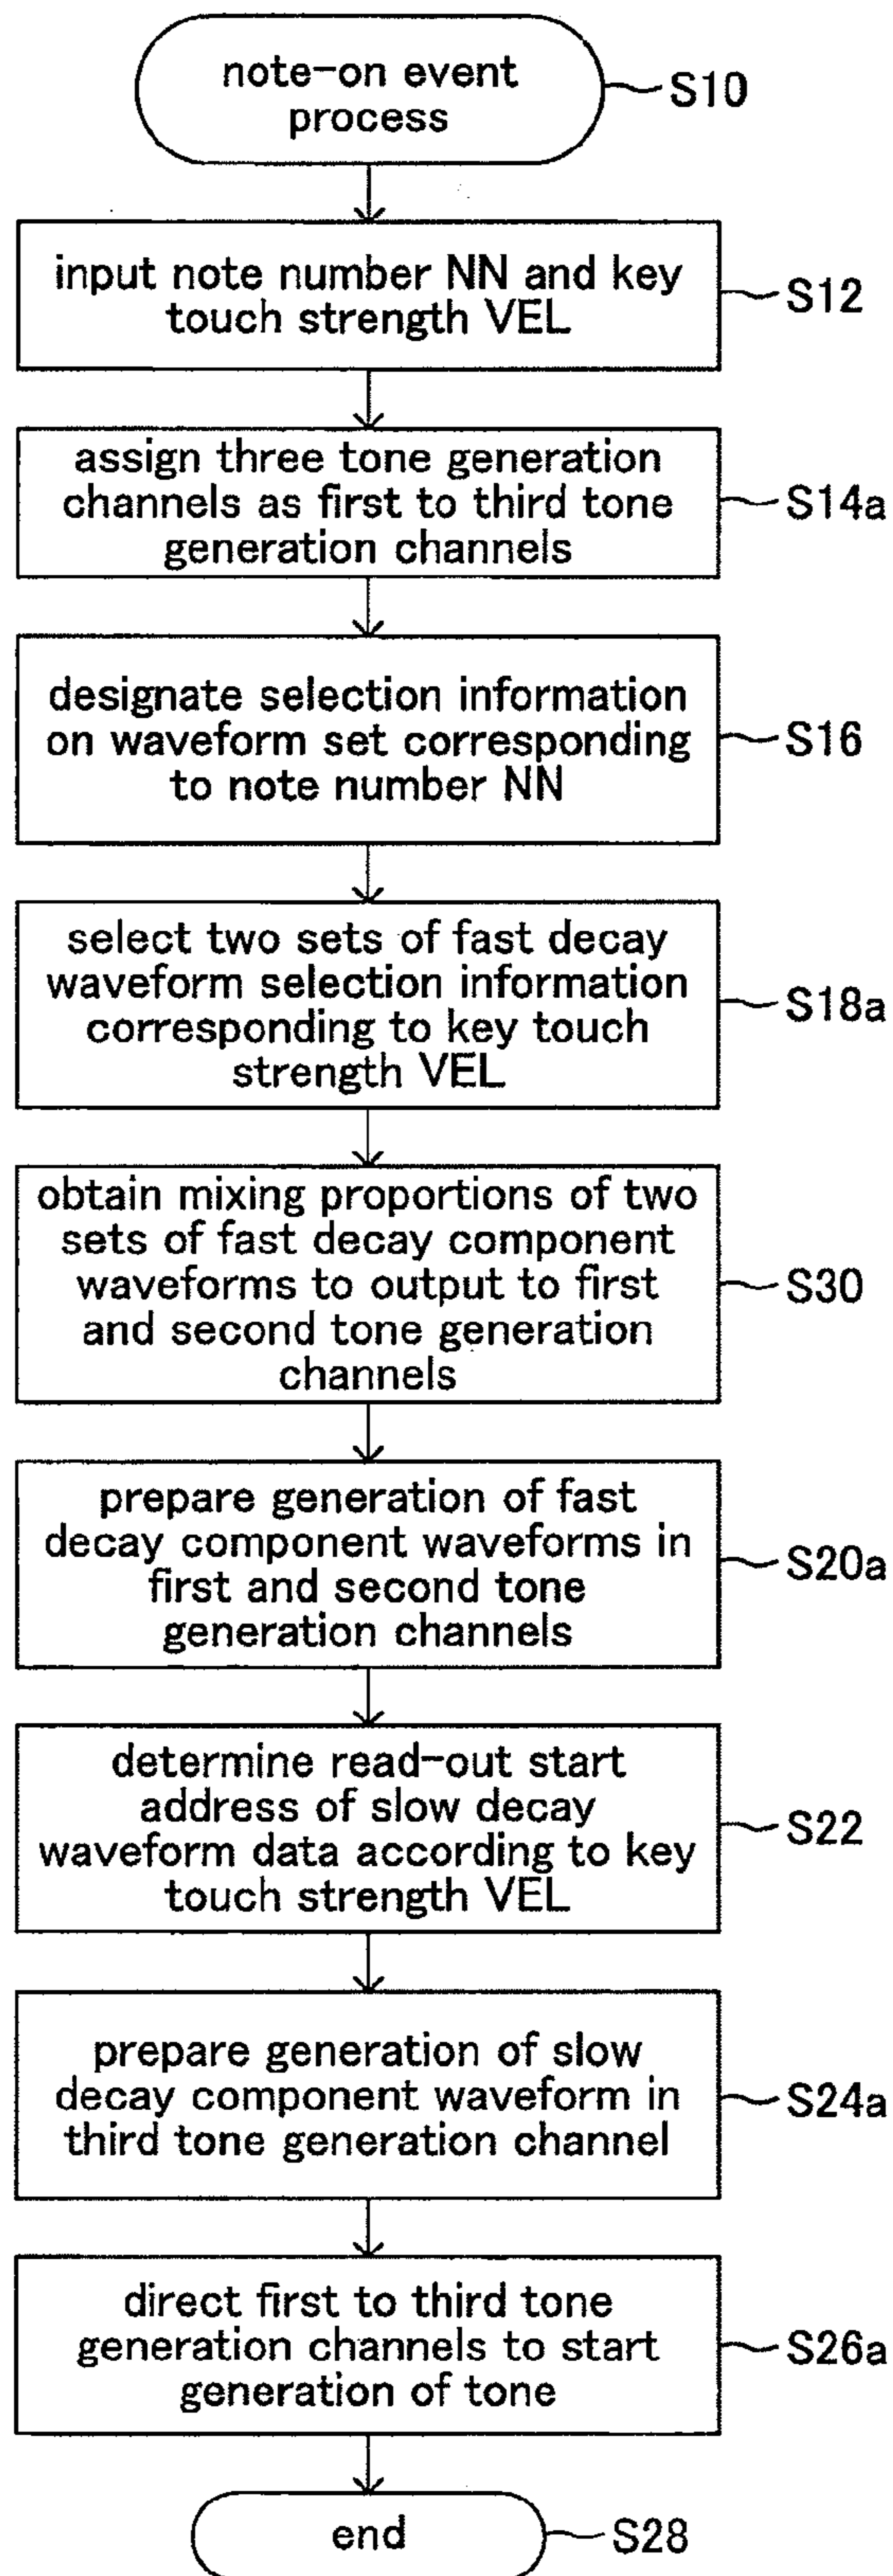 note-on event
process
S10
input note number NN and key
touch strength VEL
S12
assign three tone generation
channels as first to third tone
generation channels
S14a
designate selection information
on waveform set corresponding
to note number NN
S16
select two sets of fast decay
waveform selection information
corresponding to key touch
strength VEL
S18a
obtain mixing proportions of two
sets of fast decay component
waveforms to output to first
and second tone generation
channels
S30
prepare generation of fast
decay component waveforms in
first and second tone
generation channels
S20a
determine read-out start
address of slow decay
waveform data according to key
touch strength VEL
S22
prepare generation of slow
decay component waveform in
third tone generation channel
S24a
direct first to third tone
generation channels to start
generation of tone
S26a
end
S28